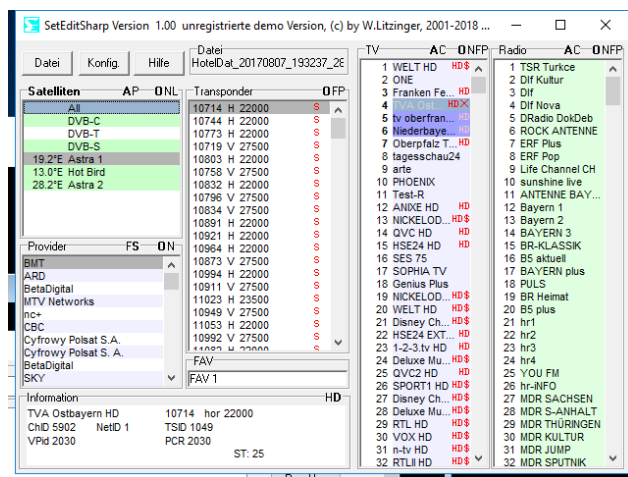 SetEditSharp Version 1.00 unregistrierte demo Version, (c) by W.Litzinger, 2001-2018 ...
Datei
Konfig.
Hilfe
Datei
HotelDat_20170807_193237_28
Satelliten AP ONL
All
DVB-C
DVB-T
DVB-S
19.2°E Astra 1
13.0°E Hot Bird
28.2°E Astra 2
Provider FS ON
BMT
ARD
BetaDigital
MTV Networks
nc+
CBC
Cyfrowy Polsat S.A.
Cyfrowy Polsat S. A.
BetaDigital
SKY
Transponder OFP
10714 H 22000 S
10744 H 22000 S
10773 H 22000 S
10719 V 27500 S
10803 H 22000 S
10758 V 27500 S
10832 H 22000 S
10796 V 27500 S
10834 V 27500 S
10891 H 22000 S
10921 H 22000 S
10964 H 22000 S
10873 V 27500 S
10994 H 22000 S
10911 V 27500 S
11023 H 23500 S
10949 V 27500 S
11053 H 22000 S
10992 V 27500 S
11082 H 22000 S
FAV
FAV 1
Information HD
TVA Ostbayern HD 10714 hor 22000
ChID 5902 NetID 1 TSID 1049
VPid 2030 PCR 2030
ST: 25
TV AC ONFP
1 WELT HD HD$
2 ONE
3 Franken Fe... HD
4 TVA Ost... HDX
5 tv oberfran... HD
6 Niederbaye... HD
7 Oberpfalz T... HD
8 tagesschau24
9 arte
10 PHOENIX
11 Test-R
12 ANIXE HD HD
13 NICKELOD... HD$
14 QVC HD HD
15 HSE24 HD HD
16 SES 75
17 SOPHIA TV
18 Genius Plus
19 NICKELOD... HD$
20 WELT HD HD$
21 Disney Ch... HD$
22 HSE24 EXT... HD
23 1-2-3.tv HD HD
24 Deluxe Mu... HD$
25 QVC2 HD HD
26 SPORT1 HD HD$
27 Disney Ch... HD$
28 Deluxe Mu... HD$
29 RTL HD HD$
30 VOX HD HD$
31 n-tv HD HD$
32 RTLII HD HD$
Radio AC ONFP
1 TSR Turkce
2 Dlf Kultur
3 Dlf
4 Dlf Nova
5 DRadio DokDeb
6 ROCK ANTENNE
7 ERF Plus
8 ERF Pop
9 Life Channel CH
10 sunshine live
11 ANTENNE BAY...
12 Bayern 1
13 Bayern 2
14 BAYERN 3
15 BR-KLASSIK
16 B5 aktuell
17 BAYERN plus
18 PULS
19 BR Heimat
20 B5 plus
21 hr1
22 hr2
23 hr3
24 hr4
25 YOU FM
26 hr-iNFO
27 MDR SACHSEN
28 MDR S-ANHALT
29 MDR THÜRINGEN
30 MDR KULTUR
31 MDR JUMP
32 MDR SPUTNIK